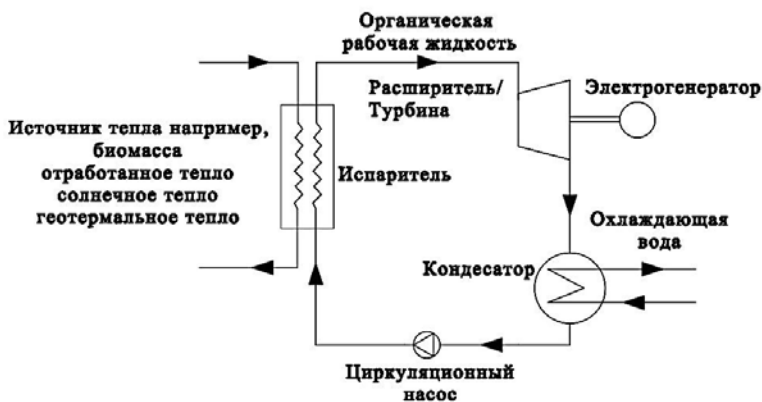 Органическая
рабочая жидкость
Расширитель/
Турбина
Электрогенератор
Источник тепла например,
биомасса
отработанное тепло
солнечное тепло
геотермальное тепло
Испаритель
Охлаждающая
вода
Кондесатор
Циркуляционный
насос